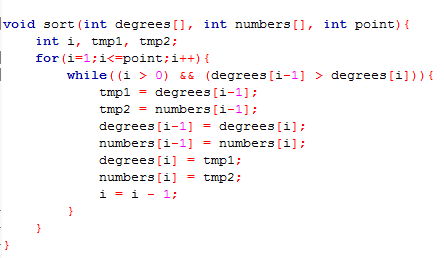 void sort(int degrees[], int numbers[], int point){
    int i, tmp1, tmp2;
    for(i=1;i<=point;i++){
        while((i > 0) && (degrees[i-1] > degrees[i])){
            tmp1 = degrees[i-1];
            tmp2 = numbers[i-1];
            degrees[i-1] = degrees[i];
            numbers[i-1] = numbers[i];
            degrees[i] = tmp1;
            numbers[i] = tmp2;
            i = i - 1;
        }
    }
}